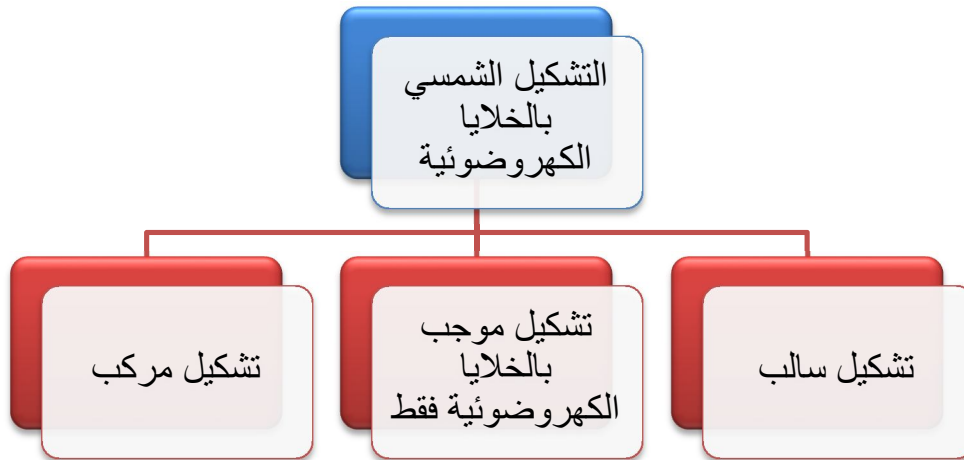 التشكيل الشمسي
بالخلايا
الكهروضوئية
تشكيل سالب
تشكيل موجب
بالخلايا
الكهروضوئية فقط
تشكيل مركب